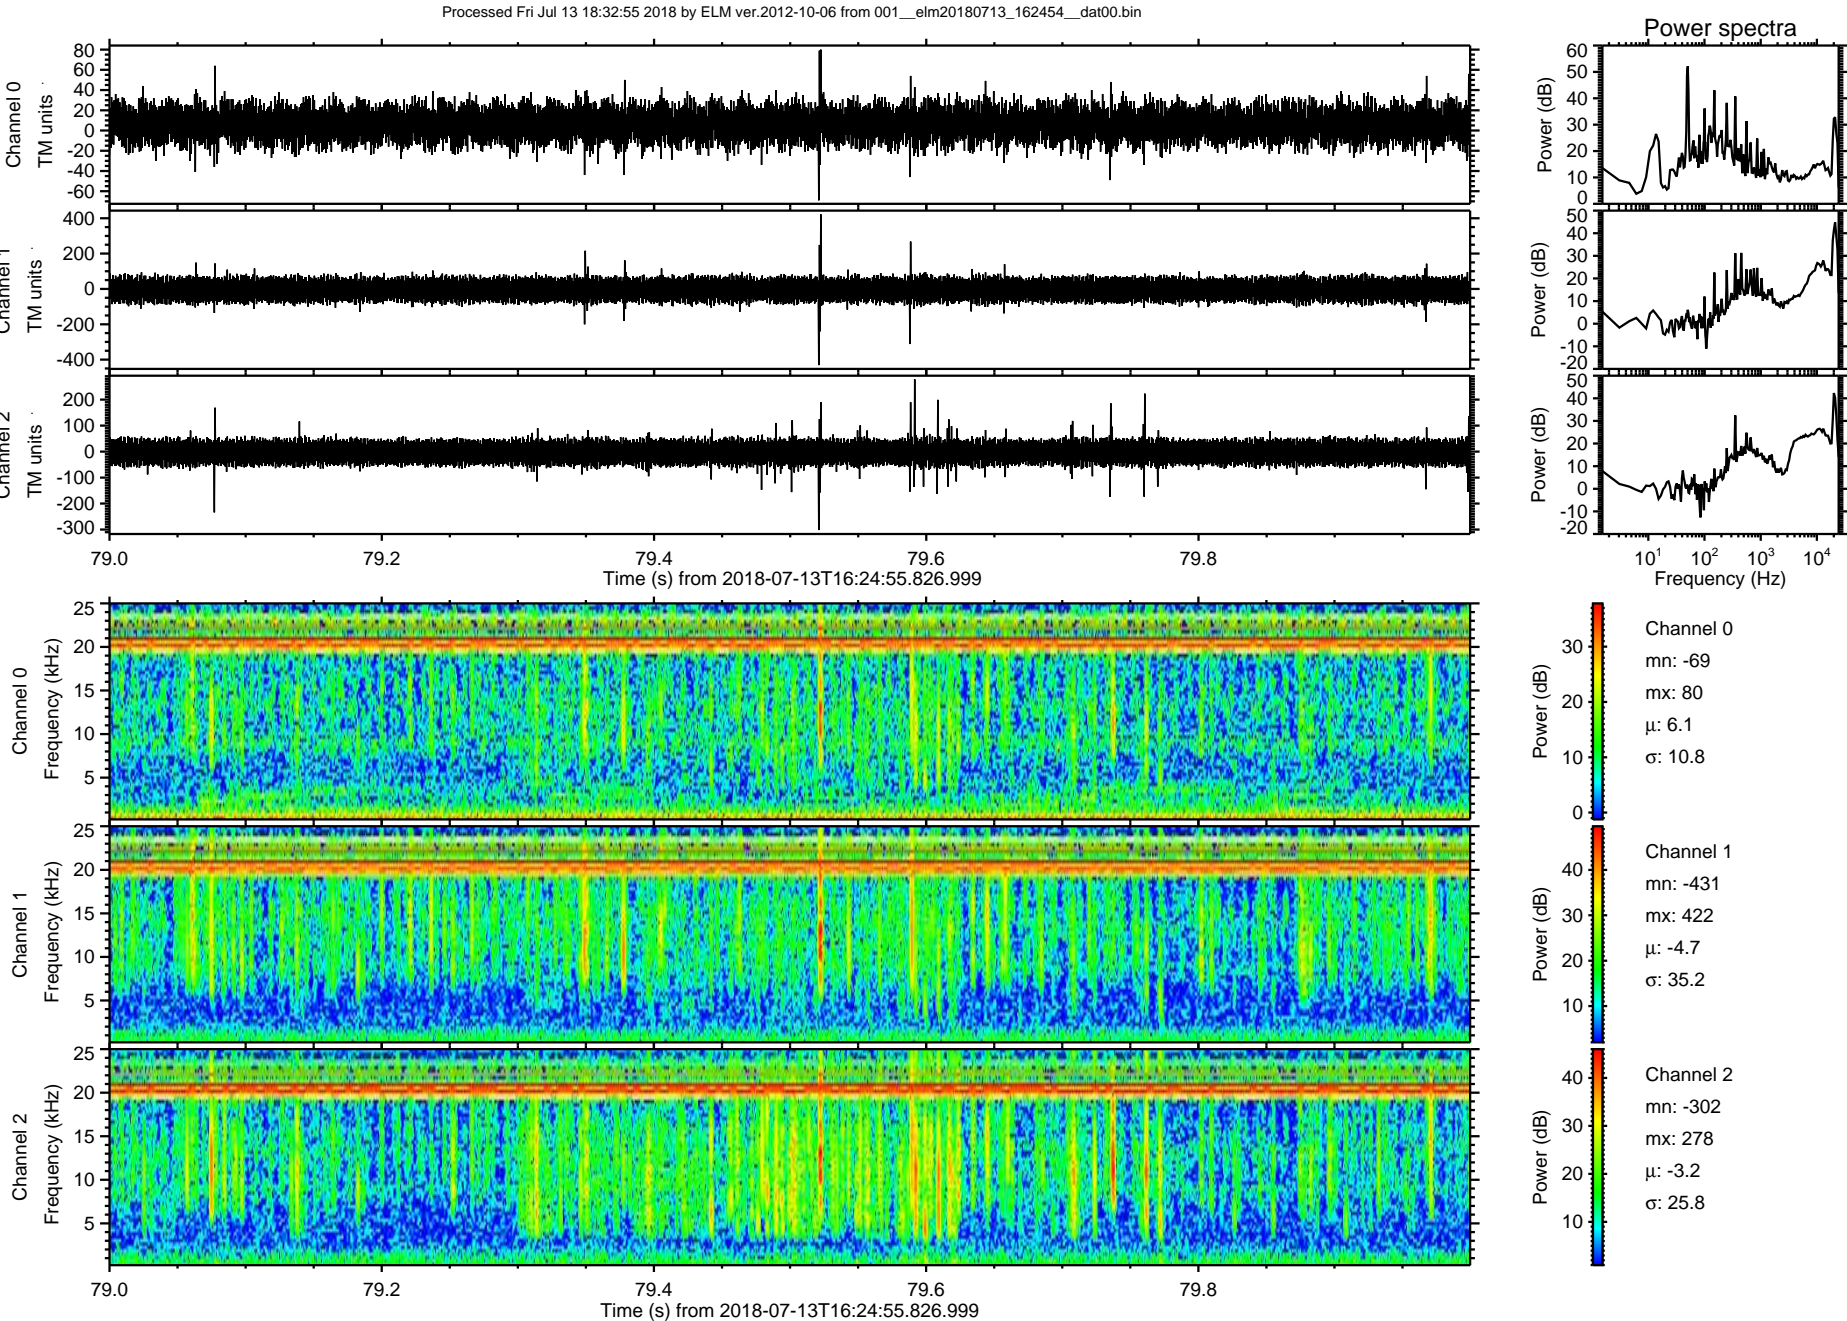 Processed Fri Jul 13 18:32:55 2018 by ELM ver.2012-10-06 from 001__elm20180713_162454__dat00.bin
Power spectra
Channel 0
TM units
80
60
40
20
0
-20
-40
-60
Power (dB)
60
50
40
30
20
10
0
Channel 1
TM units
400
200
0
-200
-400
Power (dB)
50
40
30
20
10
0
-10
-20
Channel 2
TM units
200
100
0
-100
-200
-300
Power (dB)
50
40
30
20
10
0
-10
-20
79.0 79.2 79.4 79.6 79.8
Time (s) from 2018-07-13T16:24:55.826.999
10¹ 10² 10³ 10⁴
Frequency (Hz)
Channel 0
Frequency (kHz)
25
20
15
10
5
Power (dB)
30
20
10
0
Channel 0
mn: -69
mx: 80
μ: 6.1
σ: 10.8
Channel 1
Frequency (kHz)
25
20
15
10
5
Power (dB)
40
30
20
10
Channel 1
mn: -431
mx: 422
μ: -4.7
σ: 35.2
Channel 2
Frequency (kHz)
25
20
15
10
5
Power (dB)
40
30
20
10
Channel 2
mn: -302
mx: 278
μ: -3.2
σ: 25.8
79.0 79.2 79.4 79.6 79.8
Time (s) from 2018-07-13T16:24:55.826.999